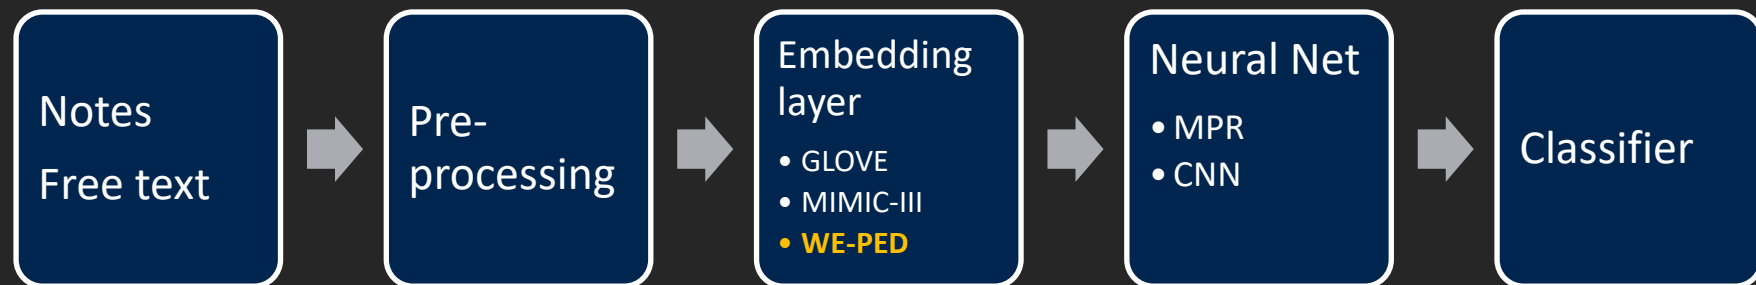 Notes
Free text
Pre-
processing
Embedding
layer
• GLOVE
• MIMIC-III
• WE-PED
Neural Net
• MPR
• CNN
Classifier